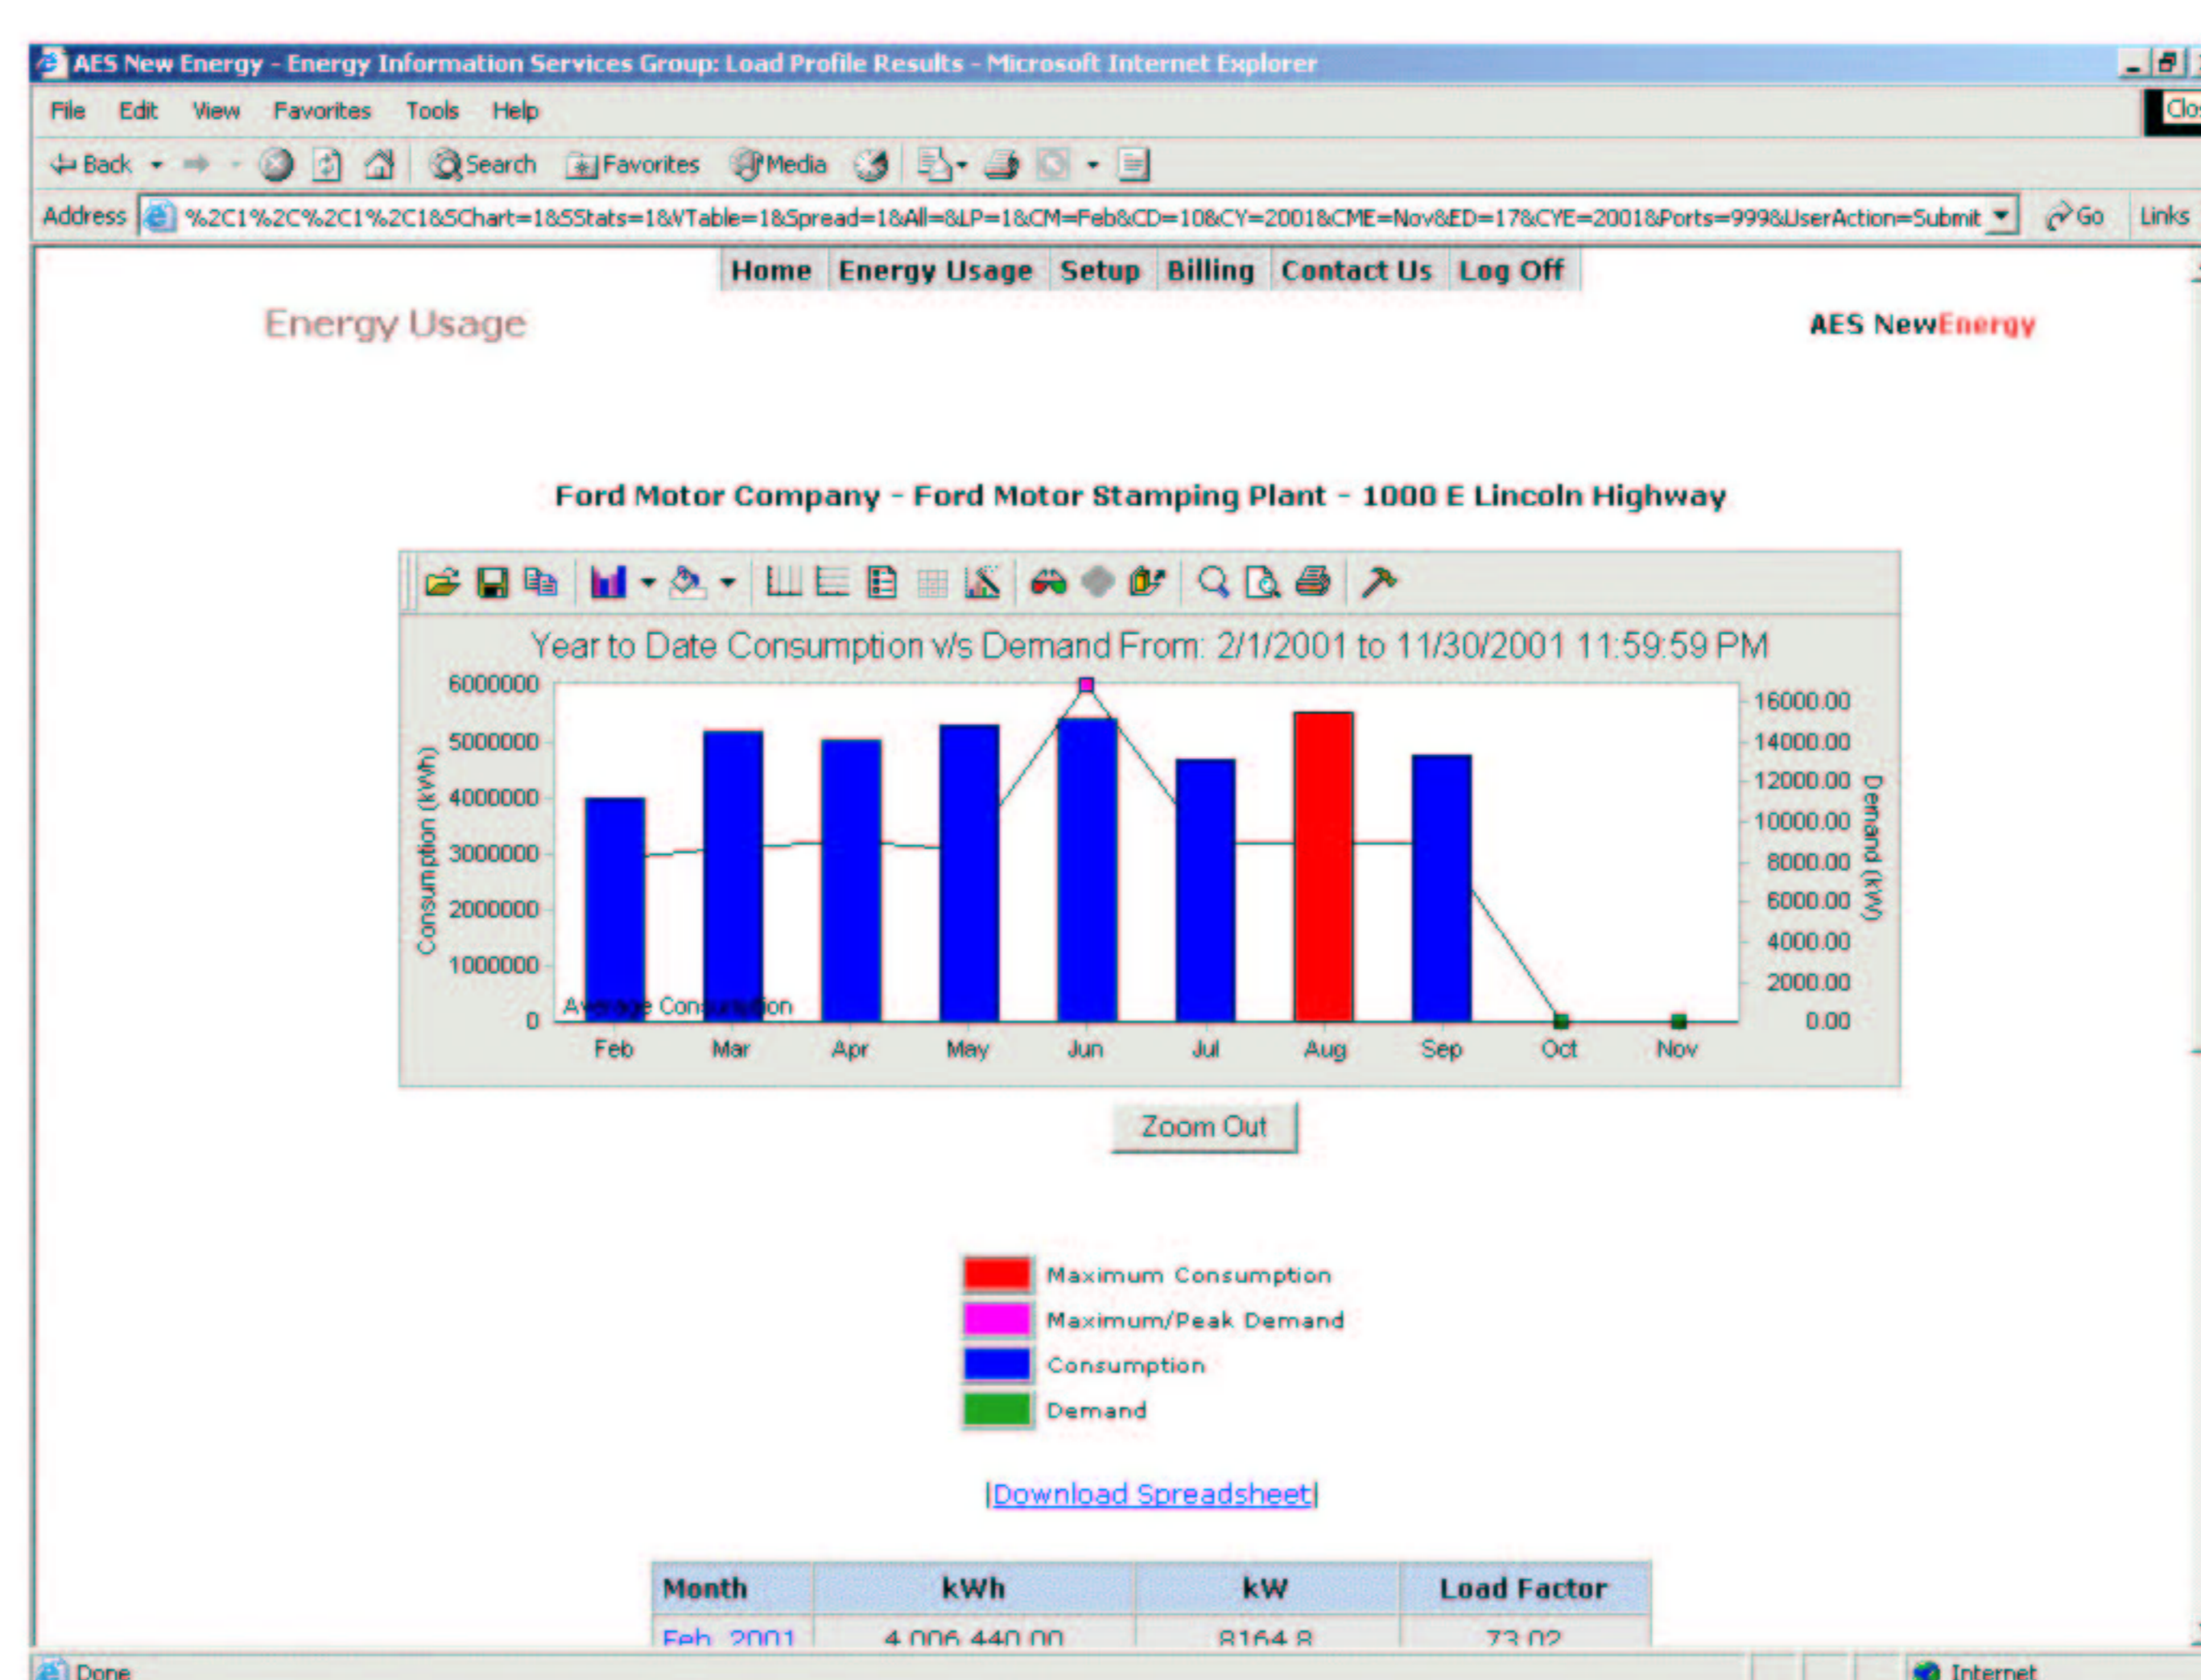 AES New Energy - Energy Information Services Group: Load Profile Results - Microsoft Internet Explorer
File Edit View Favorites Tools Help
Back Search Favorites Media
Address %2C1%2C%2C1%2C1&SChart=1&SStats=1&VTable=1&Spread=1&All=&LP=1&CM=Feb&CD=10&CY=2001&CME=Nov&ED=17&CYE=2001&Ports=999&UserAction=Submit Go Links
Home Energy Usage Setup Billing Contact Us Log Off
Energy Usage
AES NewEnergy
Ford Motor Company - Ford Motor Stamping Plant - 1000 E Lincoln Highway
Year to Date Consumption v/s Demand From: 2/1/2001 to 11/30/2001 11:59:59 PM
Consumption (kWh)
6000000
5000000
4000000
3000000
2000000
1000000
0
Average Consumption
16000.00
14000.00
12000.00
10000.00
8000.00
6000.00
4000.00
2000.00
0.00
Demand (kW)
Feb Mar Apr May Jun Jul Aug Sep Oct Nov
Zoom Out
Maximum Consumption
Maximum/Peak Demand
Consumption
Demand
|Download Spreadsheet|
Month kWh kW Load Factor
Feb, 2001 4,006,440.00 8164.8 73.02
Done Internet